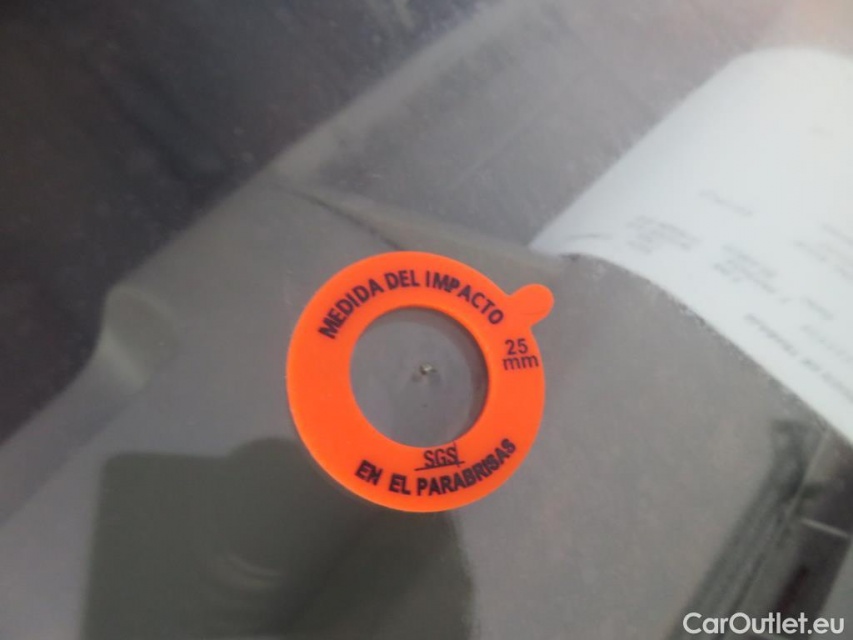 MEDIDA DEL IMPACTO
25
mm
SGS
EN EL PARABRISAS
CarOutlet.eu